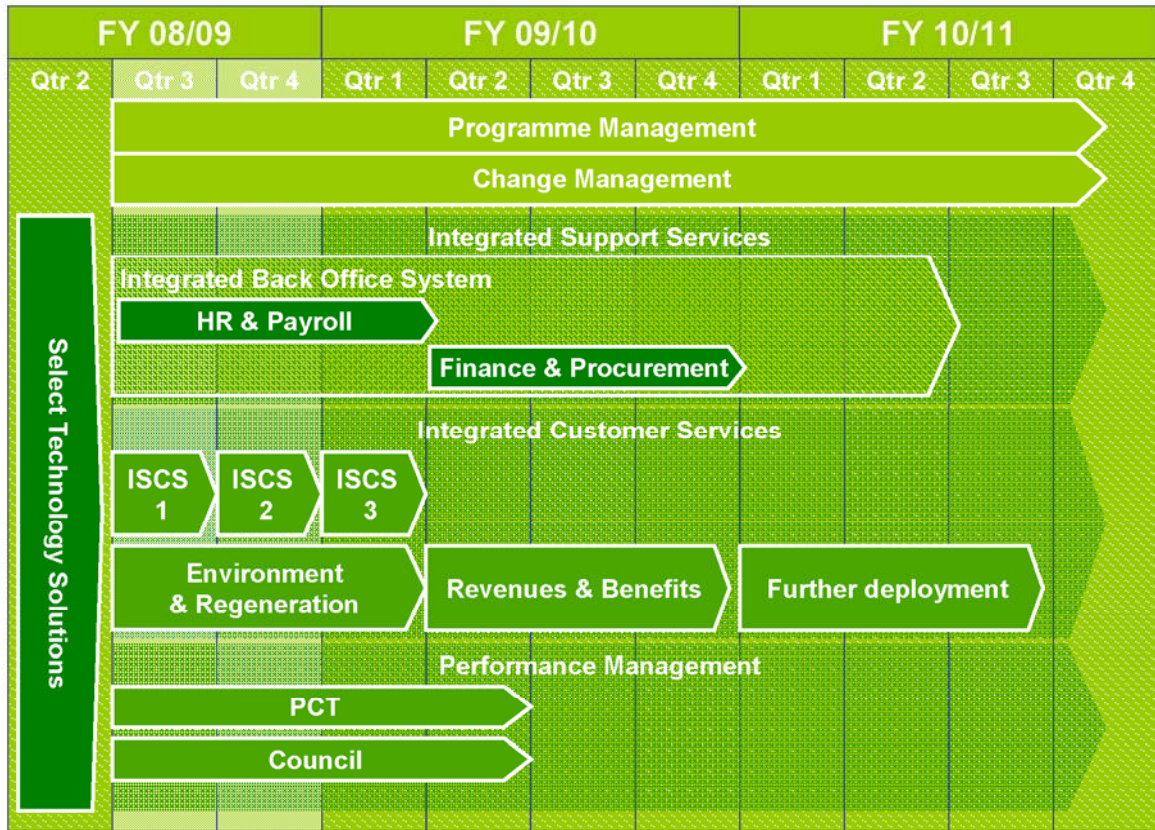 FY 08/09 FY 09/10 FY 10/11
Qtr 2 Qtr 3 Qtr 4 Qtr 1 Qtr 2 Qtr 3 Qtr 4 Qtr 1 Qtr 2 Qtr 3 Qtr 4
Programme Management
Change Management
Select Technology Solutions
Integrated Support Services
Integrated Back Office System
HR & Payroll
Finance & Procurement
Integrated Customer Services
ISCS
1
ISCS
2
ISCS
3
Environment
& Regeneration
Revenues & Benefits
Further deployment
Performance Management
PCT
Council